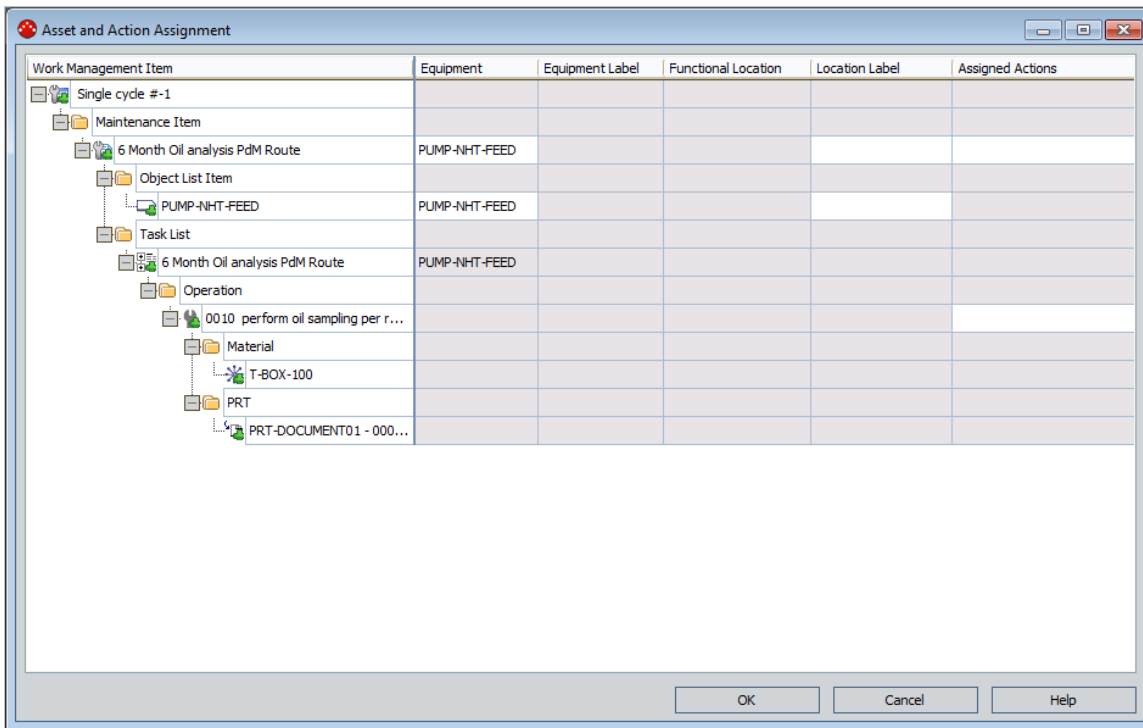 Asset and Action Assignment
Work Management Item Equipment Equipment Label Functional Location Location Label Assigned Actions
Single cycle #-1
Maintenance Item
6 Month Oil analysis PdM Route PUMP-NHT-FEED
Object List Item
PUMP-NHT-FEED PUMP-NHT-FEED
Task List
6 Month Oil analysis PdM Route PUMP-NHT-FEED
Operation
0010 perform oil sampling per r...
Material
T-BOX-100
PRT
PRT-DOCUMENT01 - 000...
OK Cancel Help